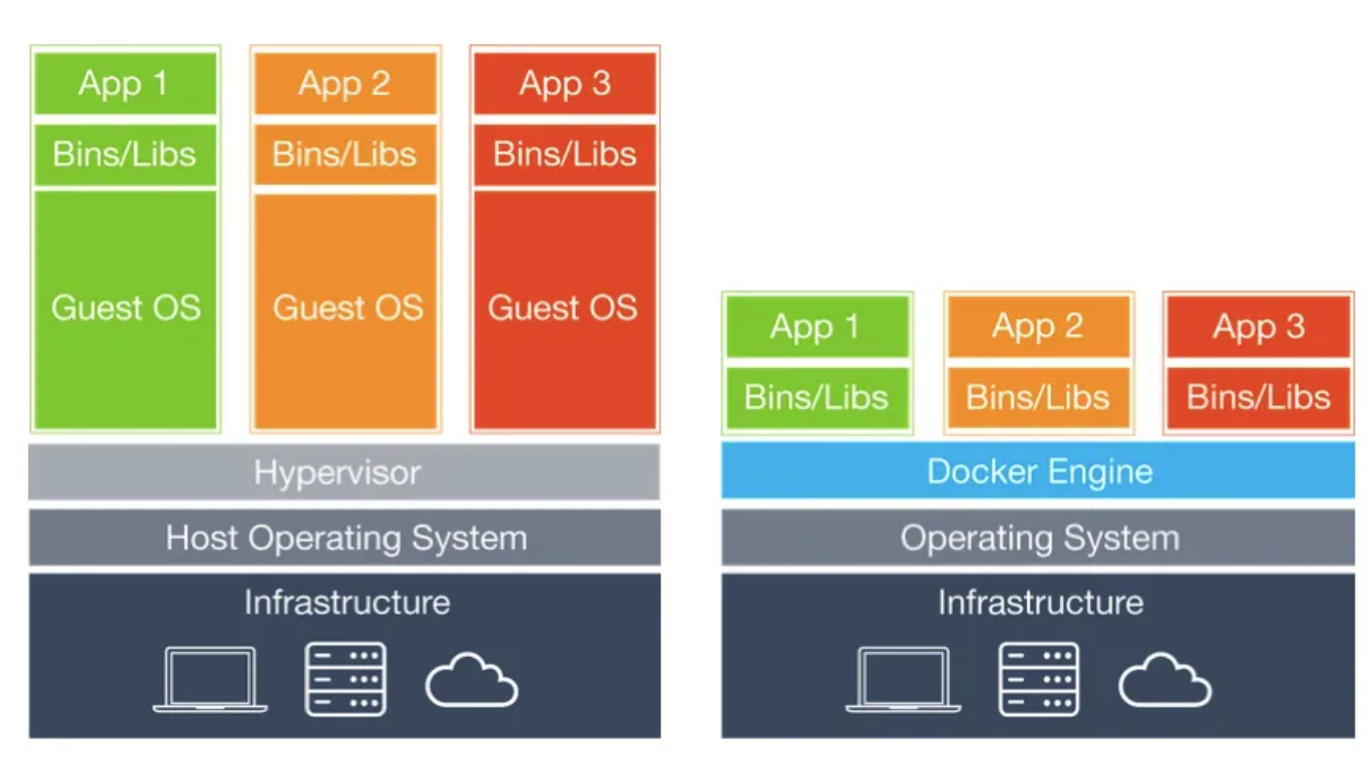 App 1
App 2
App 3
Bins/Libs
Bins/Libs
Bins/Libs
Guest OS
Guest OS
Guest OS
Hypervisor
Host Operating System
Infrastructure
App 1
App 2
App 3
Bins/Libs
Bins/Libs
Bins/Libs
Docker Engine
Operating System
Infrastructure